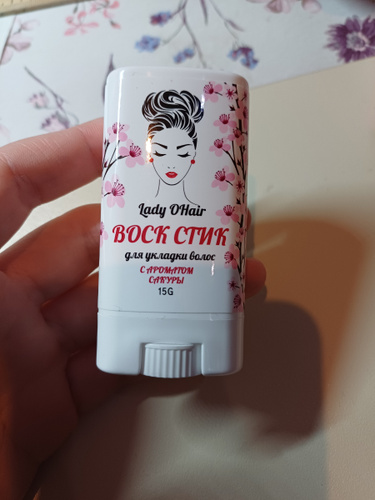 Lady OHair
ВОСК СТИК
для укладки волос
С АРОМАТОМ
САКУРЫ
15G